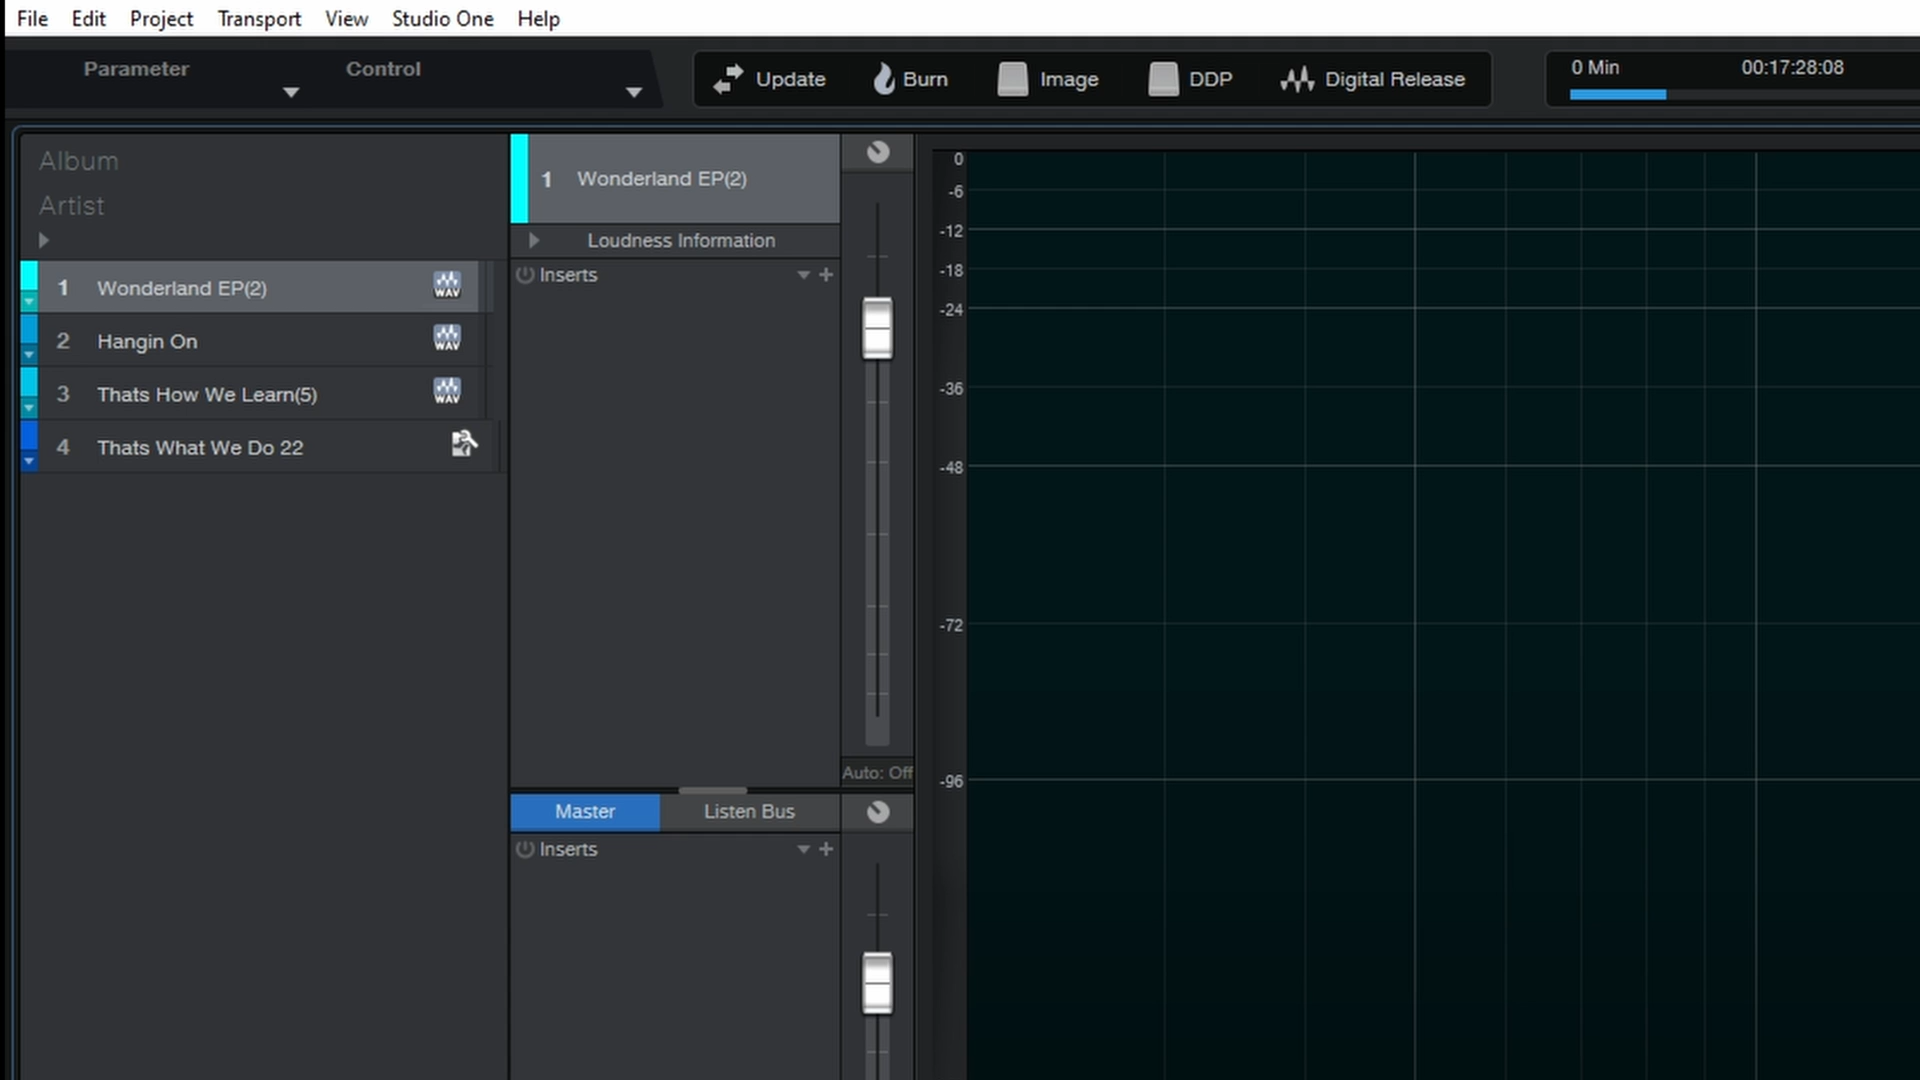 File Edit Project Transport View Studio One Help
Parameter Control Update Burn Image DDP Digital Release 0 Min 00:17:28:08
Album
Artist
1 Wonderland EP(2) WAV
2 Hangin On WAV
3 Thats How We Learn(5) WAV
4 Thats What We Do 22
1 Wonderland EP(2)
Loudness Information
Inserts
Auto: Off
Master Listen Bus
Inserts
0
-6
-12
-18
-24
-36
-48
-72
-96